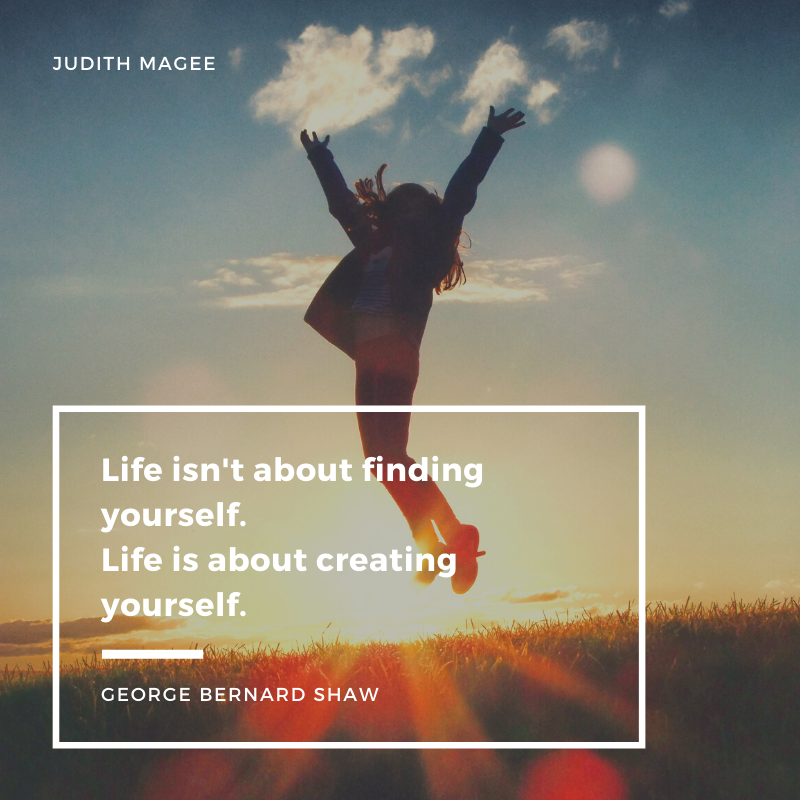 JUDITH MAGEE
Life isn't about finding
yourself.
Life is about creating
yourself.
GEORGE BERNARD SHAW